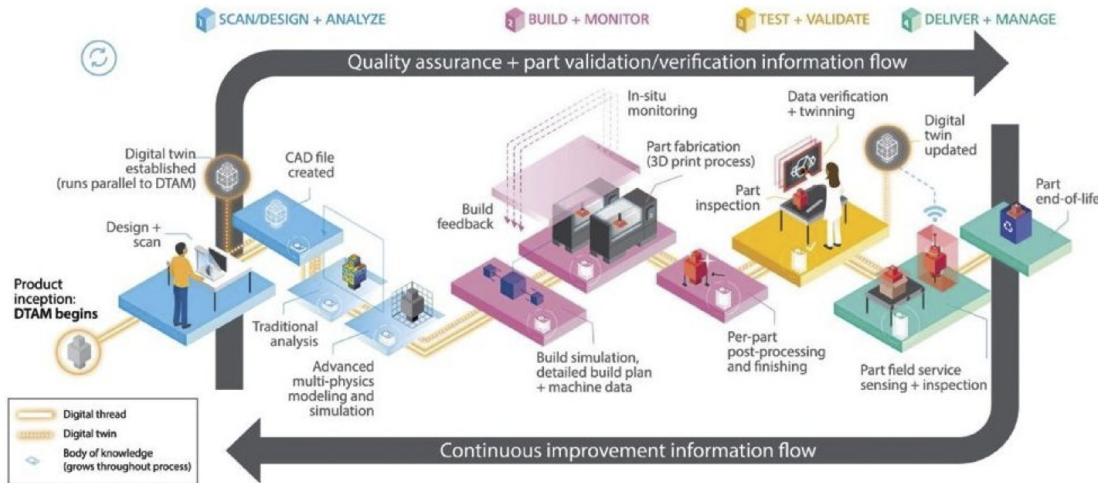 1 SCAN/DESIGN + ANALYZE
2 BUILD + MONITOR
3 TEST + VALIDATE
4 DELIVER + MANAGE
Quality assurance + part validation/verification information flow
Digital twin
established
(runs parallel to DTAM)
CAD file
created
Design +
scan
Product
inception:
DTAM begins
Traditional
analysis
Advanced
multi-physics
modeling and
simulation
In-situ
monitoring
Part fabrication
(3D print process)
Build
feedback
Build simulation,
detailed build plan
+ machine data
Per-part
post-processing
and finishing
Data verification
+ twinning
Part
inspection
Digital
twin
updated
Part
end-of-life
Part field service
sensing + inspection
Digital thread
Digital twin
Body of knowledge
(grows throughout process)
Continuous improvement information flow